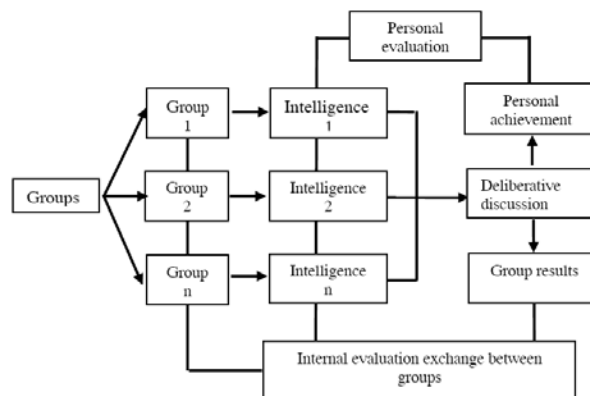 Personal
evaluation
Group
1
Intelligence
1
Personal
achievement
Groups
Group
2
Intelligence
2
Deliberative
discussion
Group
n
Intelligence
n
Group results
Internal evaluation exchange between
groups